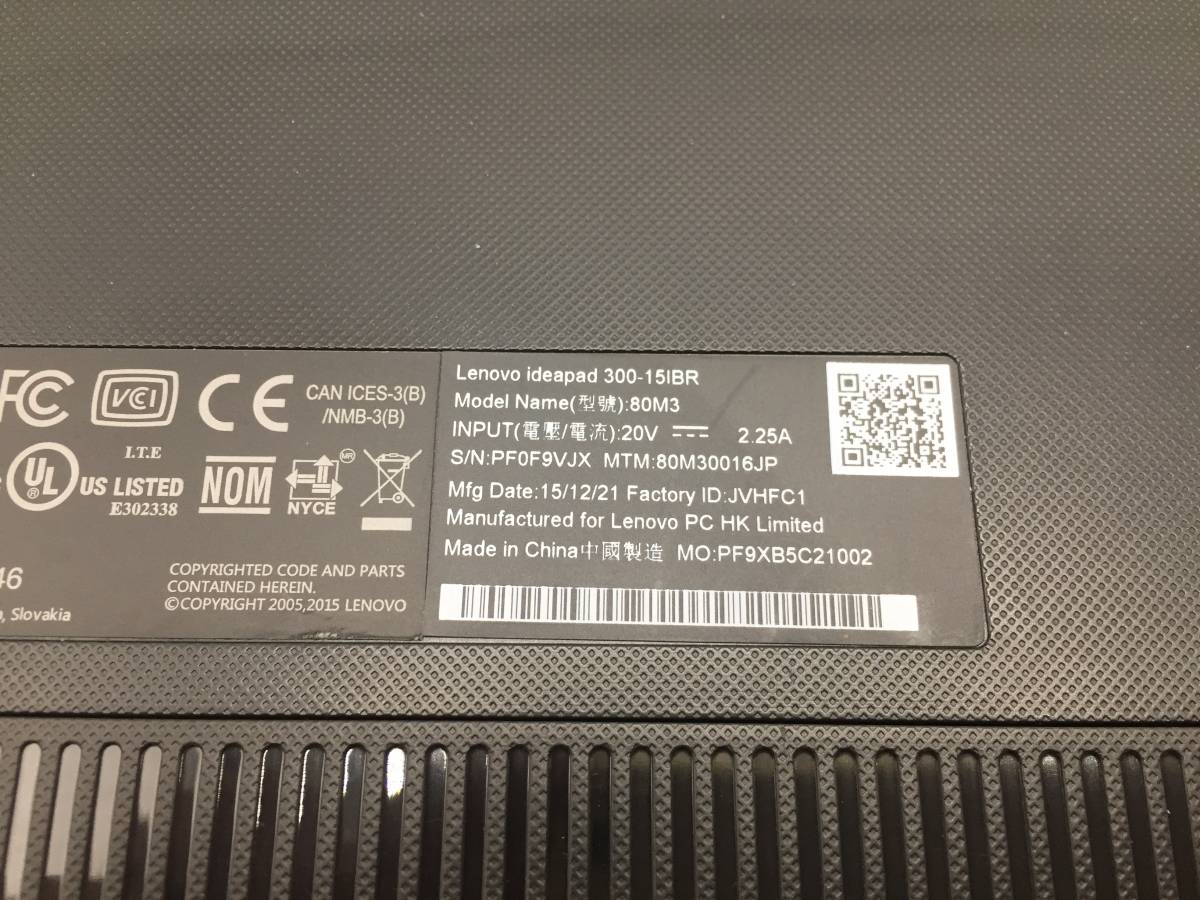 FC
VCCI
CE
CAN ICES-3(B)
/NMB-3(B)
I.T.E
UL
®
US LISTED
E302338
NOM
NYCE
MR
46
, Slovakia
COPYRIGHTED CODE AND PARTS
CONTAINED HEREIN.
©COPYRIGHT 2005,2015 LENOVO
Lenovo ideapad 300-15IBR
Model Name(型號):80M3
INPUT(電壓/電流):20V ⎓ 2.25A
S/N:PF0F9VJX MTM:80M30016JP
Mfg Date:15/12/21 Factory ID:JVHFC1
Manufactured for Lenovo PC HK Limited
Made in China中國製造 MO:PF9XB5C21002